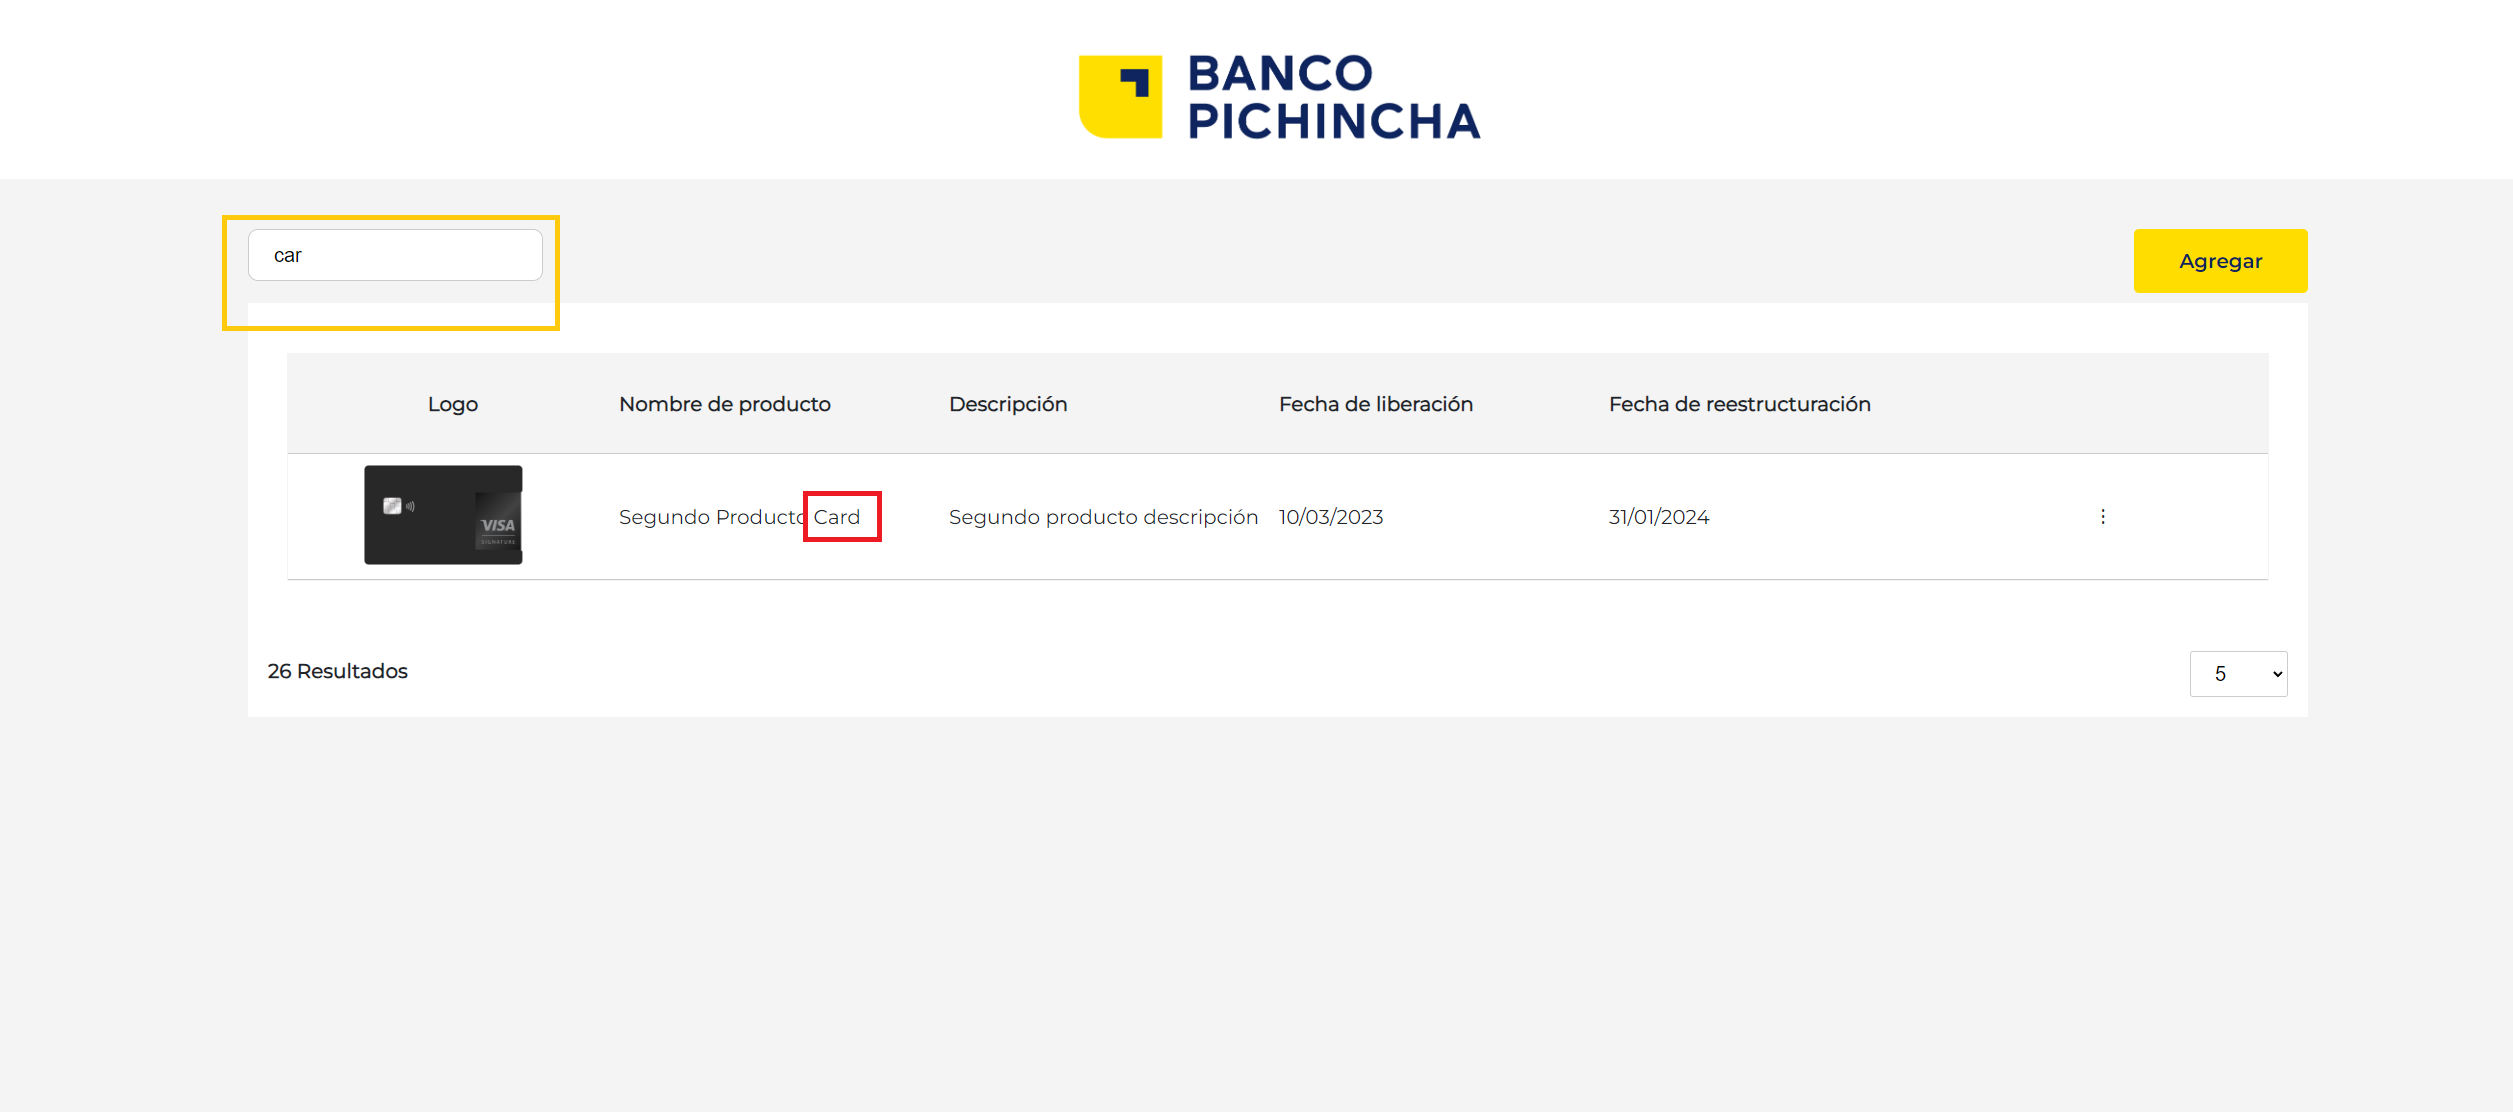 BANCO
PICHINCHA
car
Agregar
Logo Nombre de producto Descripción Fecha de liberación Fecha de reestructuración
VISA
SIGNATURE
Segundo Producto Card Segundo producto descripción 10/03/2023 31/01/2024
26 Resultados
5